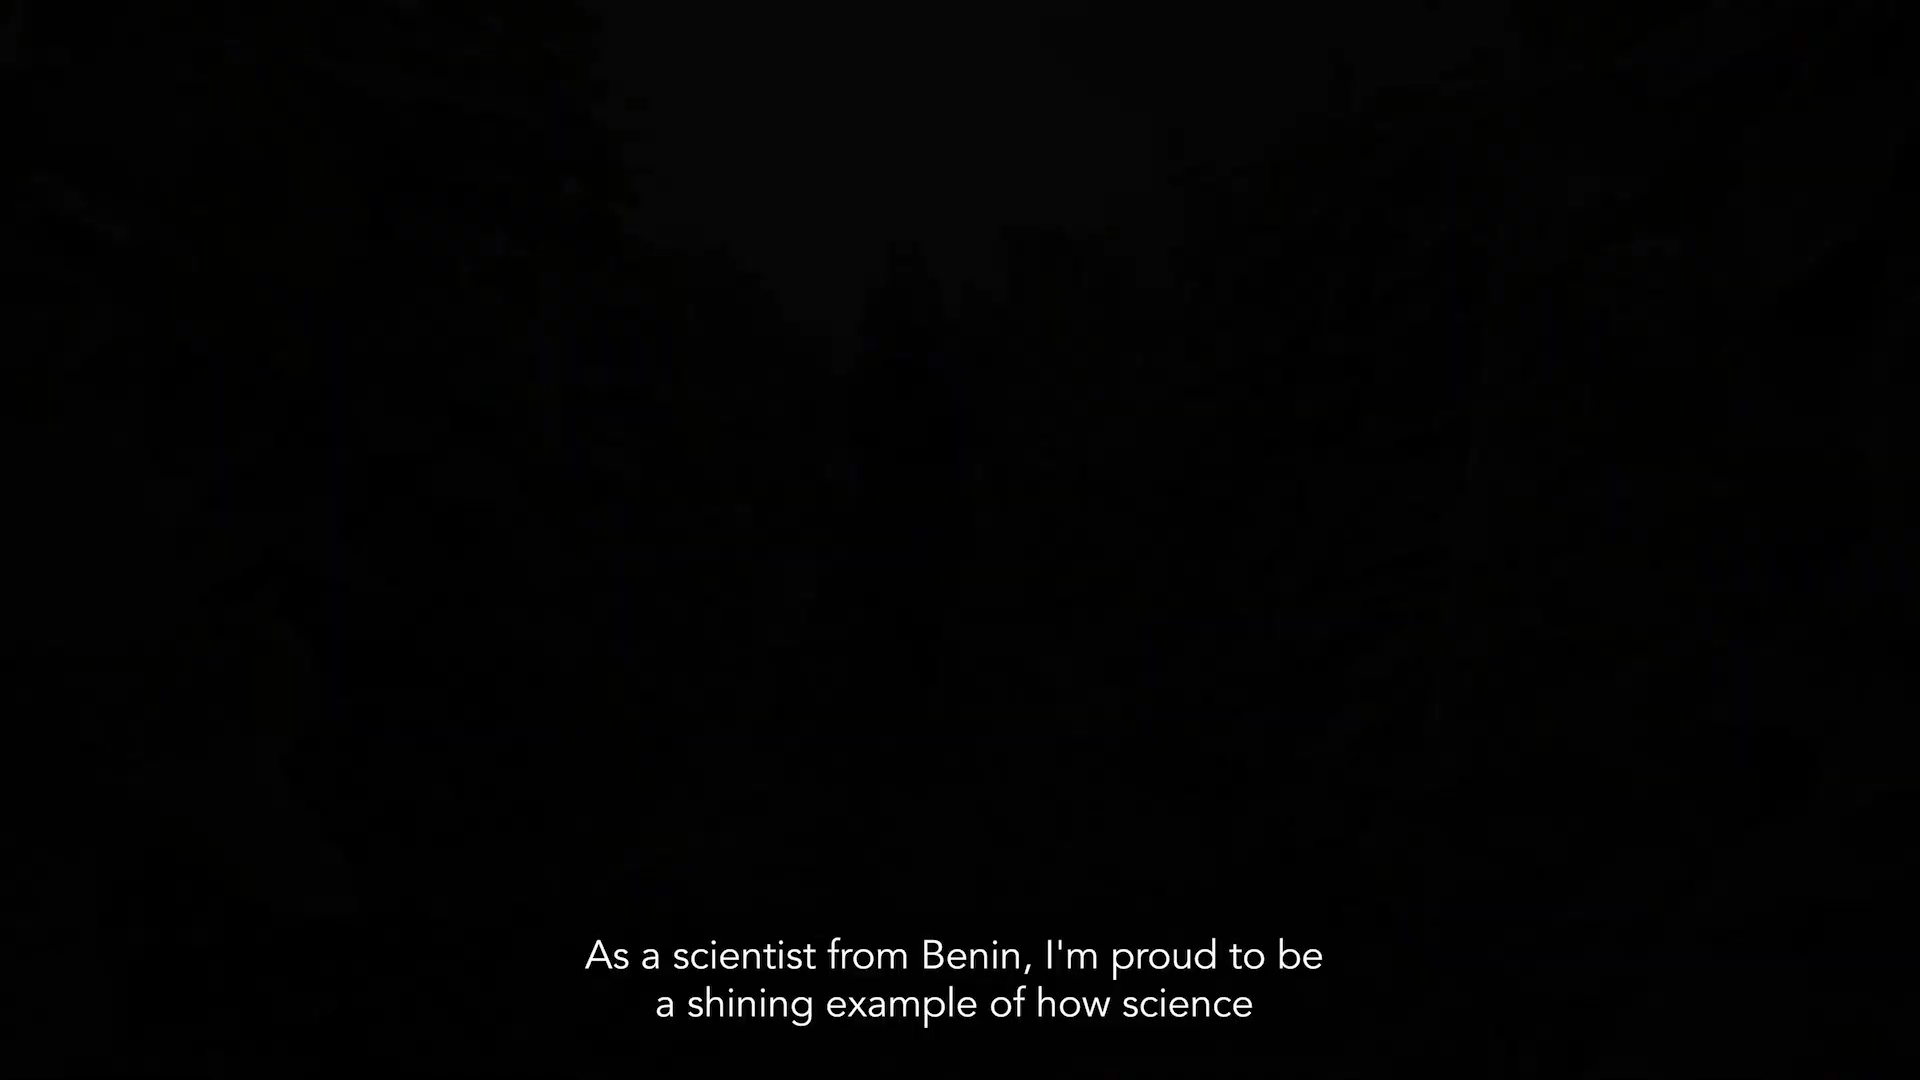 As a scientist from Benin, I'm proud to be
a shining example of how science